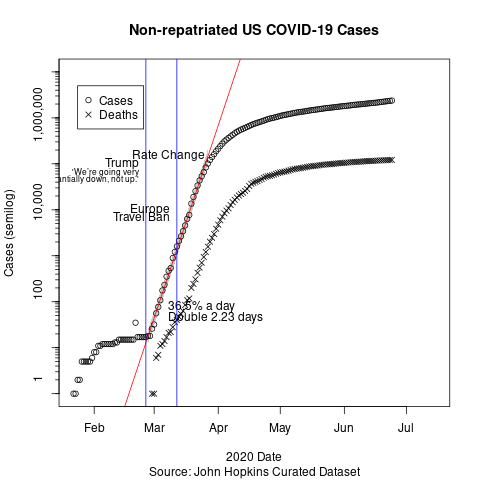 Non-repatriated US COVID-19 Cases
Cases
Deaths
Rate Change
Trump
'We're going very
antially down, not up."
Europe
Travel Ban
36.5% a day
Double 2.23 days
Cases (semilog)
1,000,000
10,000
100
1
Feb Mar Apr May Jun Jul
2020 Date
Source: John Hopkins Curated Dataset